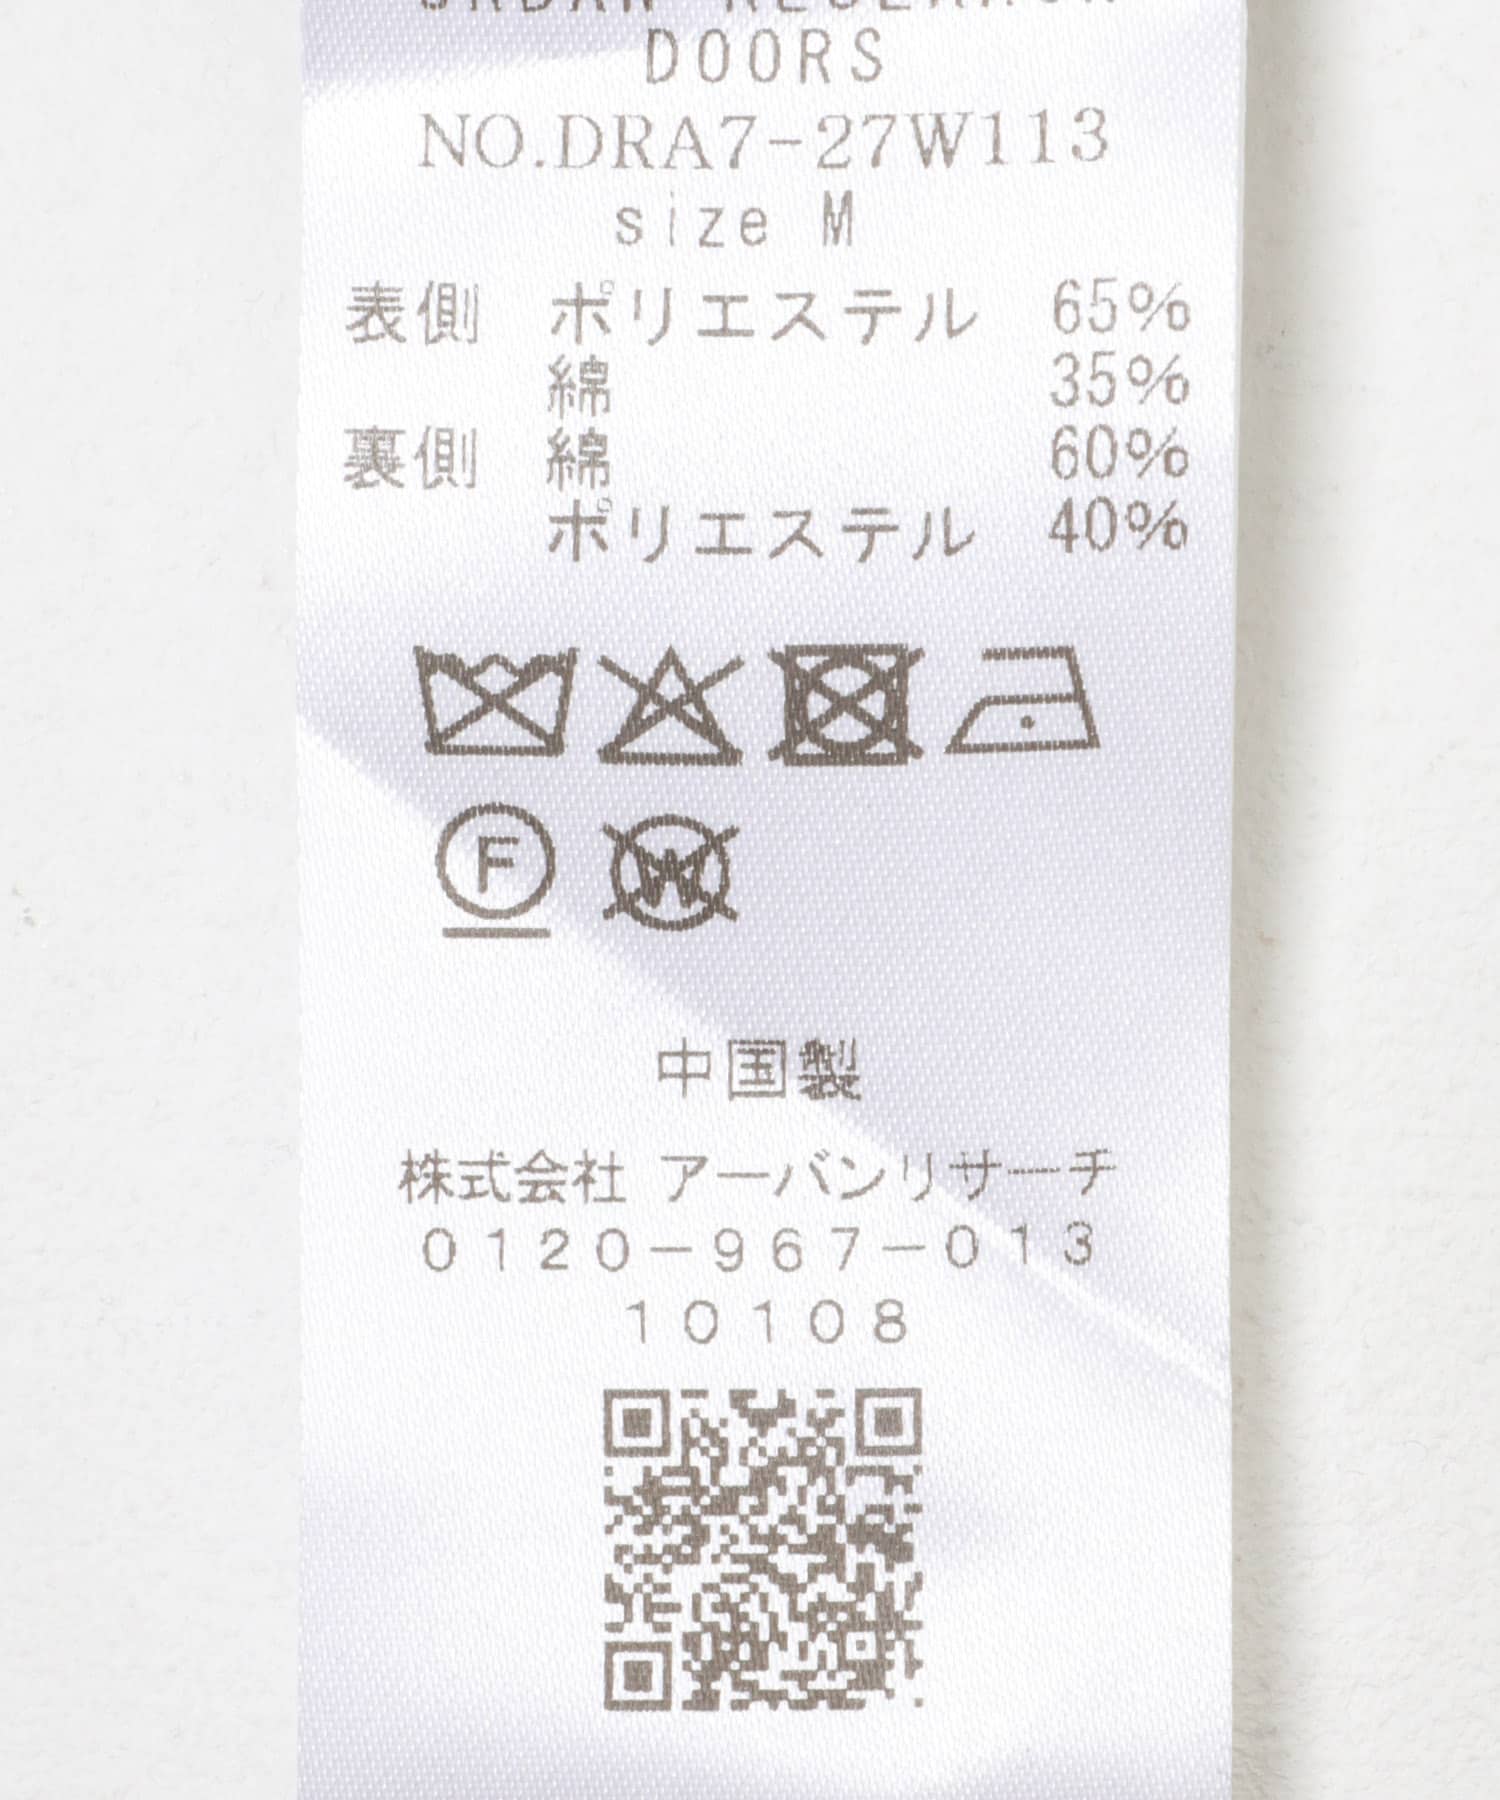 URBAN RESEARCH
DOORS
NO.DRA7-27W113
size M
表側 ポリエステル 65%
綿 35%
裏側 綿 60%
ポリエステル 40%
F
W
中国製
株式会社 アーバンリサーチ
0120-967-013
10108